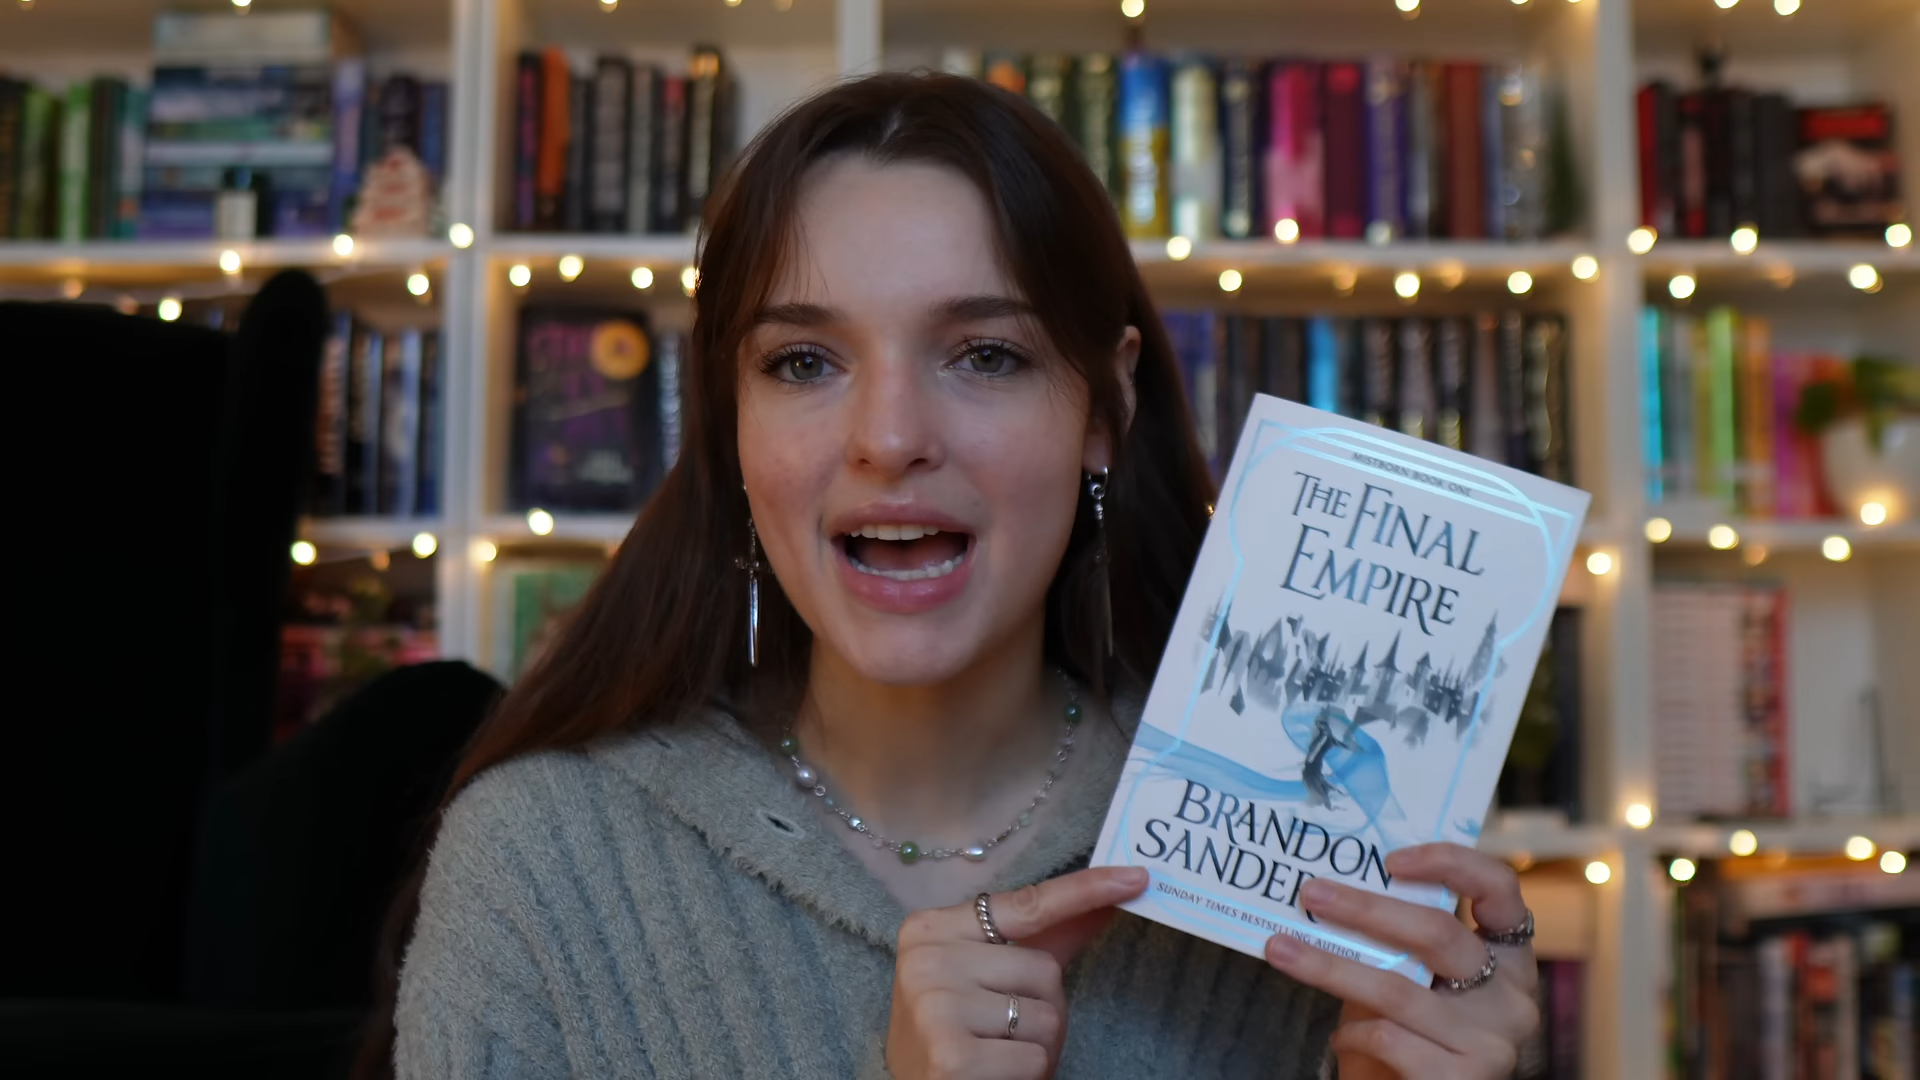 MISTBORN BOOK ONE
THE FINAL
EMPIRE
BRANDON
SANDER
SUNDAY TIMES BESTSELLING AUTHOR